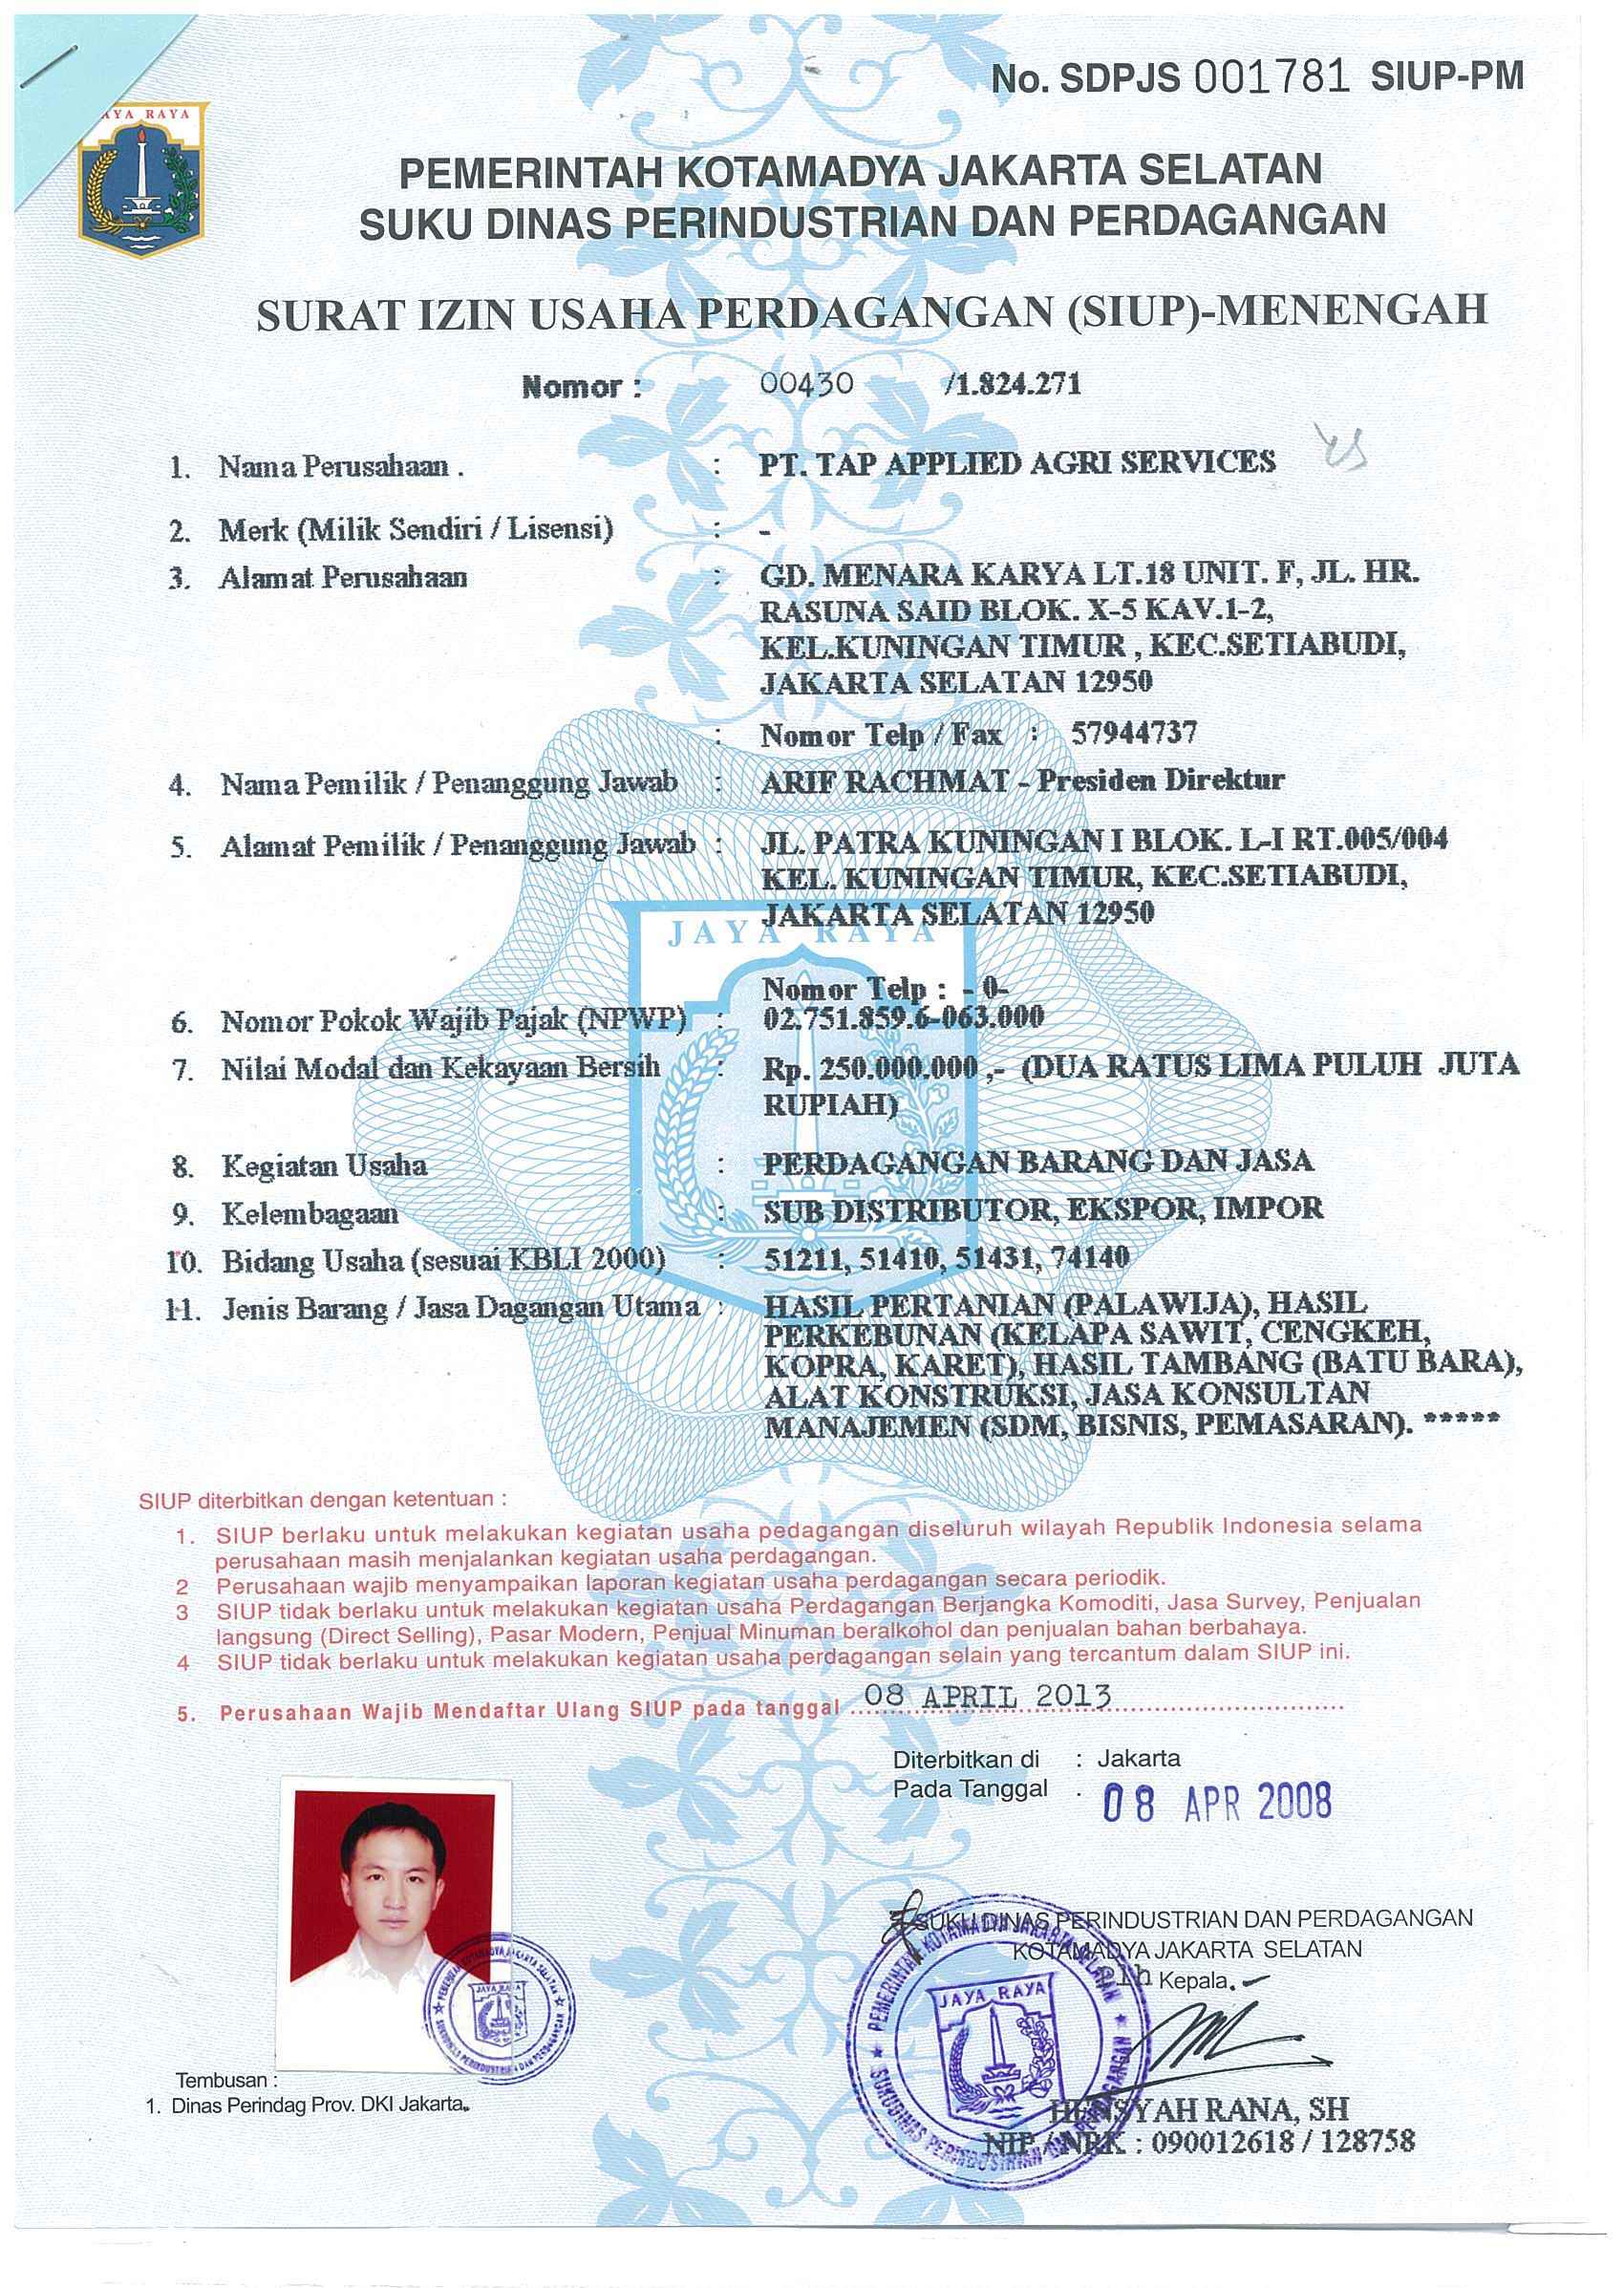 No. SDPJS 001781 SIUP-PM
AYA RAYA
PEMERINTAH KOTAMADYA JAKARTA SELATAN
SUKU DINAS PERINDUSTRIAN DAN PERDAGANGAN
SURAT IZIN USAHA PERDAGANGAN (SIUP)-MENENGAH
Nomor : 00430 /1.824.271
1. Nama Perusahaan . : PT. TAP APPLIED AGRI SERVICES
2. Merk (Milik Sendiri / Lisensi) : -
3. Alamat Perusahaan : GD. MENARA KARYA LT.18 UNIT. F, JL. HR.
RASUNA SAID BLOK. X-5 KAV.1-2,
KEL.KUNINGAN TIMUR , KEC.SETIABUDI,
JAKARTA SELATAN 12950
: Nomor Telp / Fax : 57944737
4. Nama Pemilik / Penanggung Jawab : ARIF RACHMAT - Presiden Direktur
5. Alamat Pemilik / Penanggung Jawab : JL. PATRA KUNINGAN I BLOK. L-I RT.005/004
KEL. KUNINGAN TIMUR, KEC.SETIABUDI,
JAKARTA SELATAN 12950
JAYA RAYA
Nomor Telp : - 0-
6. Nomor Pokok Wajib Pajak (NPWP) : 02.751.859.6-063.000
7. Nilai Modal dan Kekayaan Bersih : Rp. 250.000.000 ,- (DUA RATUS LIMA PULUH JUTA
RUPIAH)
8. Kegiatan Usaha : PERDAGANGAN BARANG DAN JASA
9. Kelembagaan : SUB DISTRIBUTOR, EKSPOR, IMPOR
10. Bidang Usaha (sesuai KBLI 2000) : 51211, 51410, 51431, 74140
11. Jenis Barang / Jasa Dagangan Utama : HASIL PERTANIAN (PALAWIJA), HASIL
PERKEBUNAN (KELAPA SAWIT, CENGKEH,
KOPRA, KARET), HASIL TAMBANG (BATU BARA),
ALAT KONSTRUKSI, JASA KONSULTAN
MANAJEMEN (SDM, BISNIS, PEMASARAN). *****
SIUP diterbitkan dengan ketentuan :
1. SIUP berlaku untuk melakukan kegiatan usaha pedagangan diseluruh wilayah Republik Indonesia selama
perusahaan masih menjalankan kegiatan usaha perdagangan.
2 Perusahaan wajib menyampaikan laporan kegiatan usaha perdagangan secara periodik.
3 SIUP tidak berlaku untuk melakukan kegiatan usaha Perdagangan Berjangka Komoditi, Jasa Survey, Penjualan
langsung (Direct Selling), Pasar Modern, Penjual Minuman beralkohol dan penjualan bahan berbahaya.
4 SIUP tidak berlaku untuk melakukan kegiatan usaha perdagangan selain yang tercantum dalam SIUP ini.
5. Perusahaan Wajib Mendaftar Ulang SIUP pada tanggal 08 APRIL 2013
Diterbitkan di : Jakarta
Pada Tanggal : 08 APR 2008
SUKU DINAS PERINDUSTRIAN DAN PERDAGANGAN
KOTAMADYA JAKARTA SELATAN
Plh Kepala.
PEMERINTAH KOTAMADYA JAKARTA SELATAN
JAYA RAYA
SUKUDINAS PERINDUSTRIAN DAN PERDAGANGAN
HENSYAH RANA, SH
NIP / NRK : 090012618 / 128758
Tembusan :
1. Dinas Perindag Prov. DKI Jakarta.